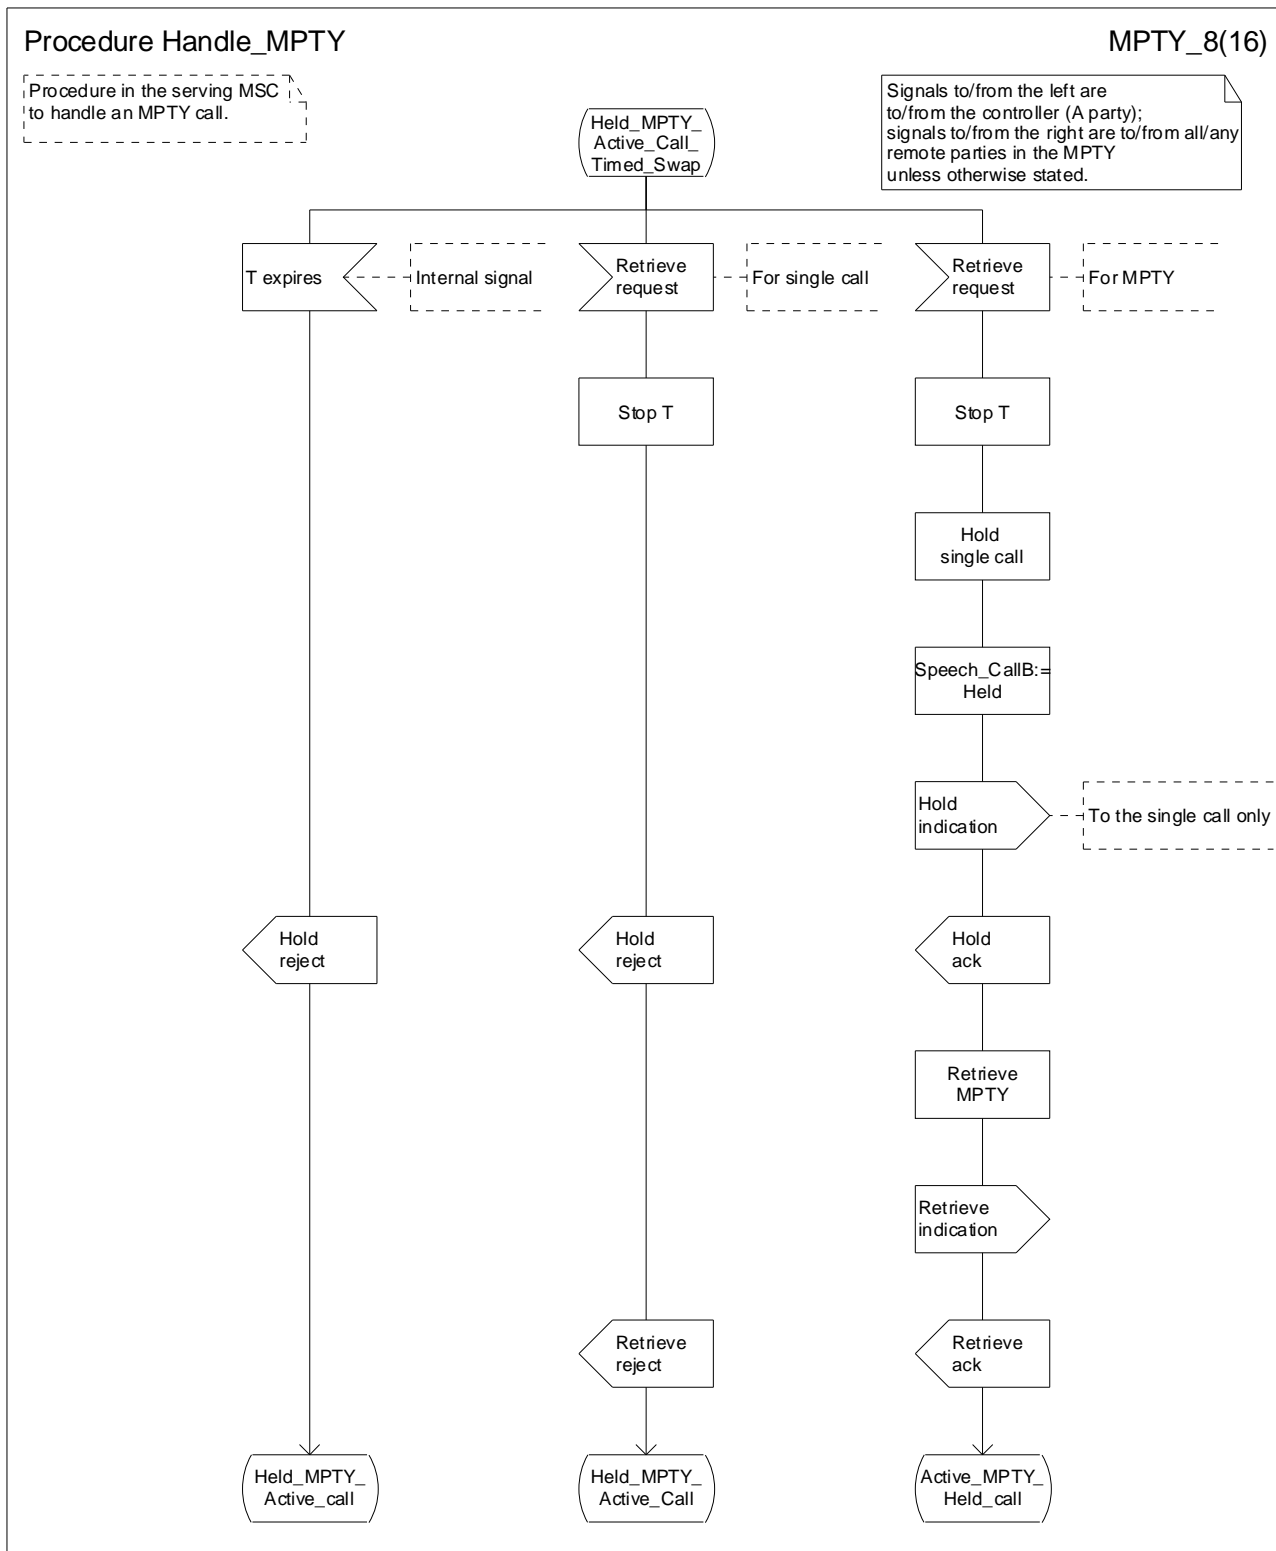 Procedure Handle_MPTY
MPTY_8(16)
Procedure in the serving MSC
to handle an MPTY call.
Signals to/from the left are
to/from the controller (A party);
signals to/from the right are to/from all/any
remote parties in the MPTY
unless otherwise stated.
Held_MPTY_
Active_Call_
Timed_Swap
T expires
Internal signal
Retrieve
request
For single call
Retrieve
request
For MPTY
Stop T
Stop T
Hold
single call
Speech_CallB:=
Held
Hold
indication
To the single call only
Hold
reject
Hold
reject
Hold
ack
Retrieve
MPTY
Retrieve
indication
Retrieve
reject
Retrieve
ack
Held_MPTY_
Active_call
Held_MPTY_
Active_Call
Active_MPTY_
Held_call